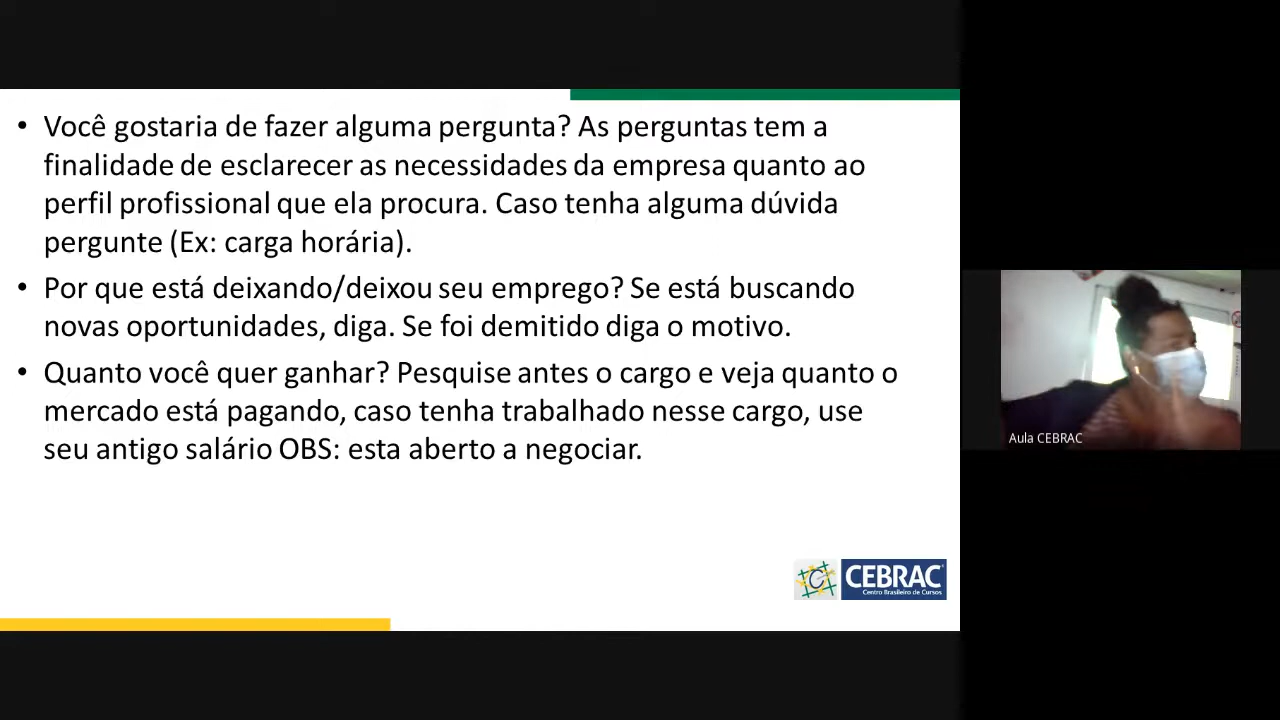 • Você gostaria de fazer alguma pergunta? As perguntas tem a
finalidade de esclarecer as necessidades da empresa quanto ao
perfil profissional que ela procura. Caso tenha alguma dúvida
pergunte (Ex: carga horária).
• Por que está deixando/deixou seu emprego? Se está buscando
novas oportunidades, diga. Se foi demitido diga o motivo.
• Quanto você quer ganhar? Pesquise antes o cargo e veja quanto o
mercado está pagando, caso tenha trabalhado nesse cargo, use
seu antigo salário OBS: esta aberto a negociar.
Aula CEBRAC
CEBRAC
Centro Brasileiro de Cursos